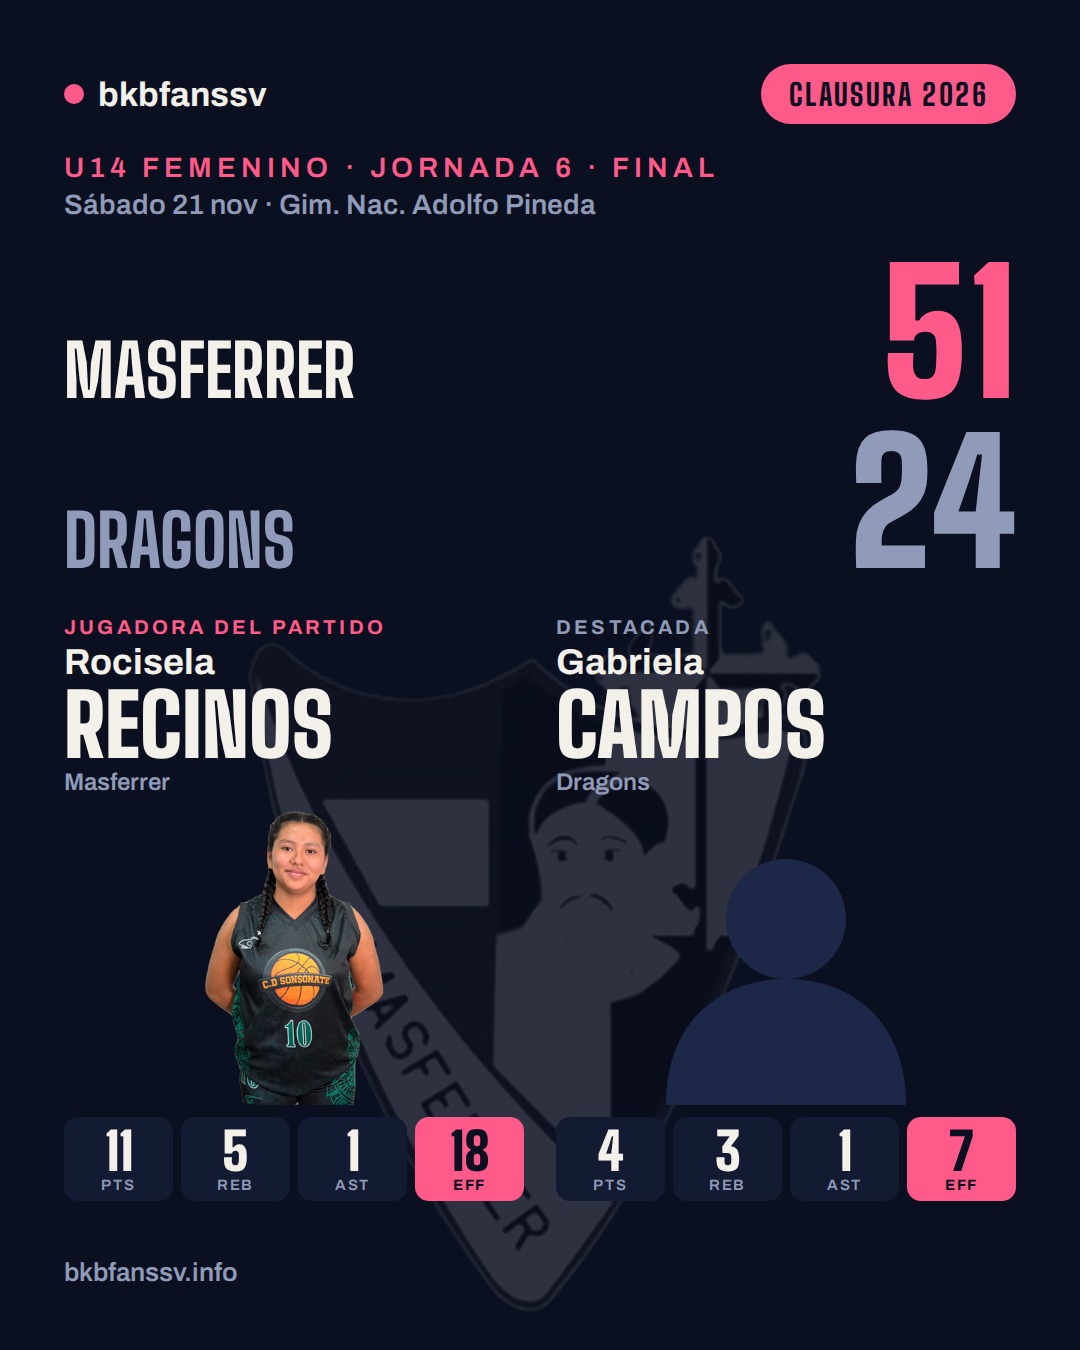 bkbfanssv
CLAUSURA 2026
U14 FEMENINO · JORNADA 6 · FINAL
Sábado 21 nov · Gim. Nac. Adolfo Pineda
51
MASFERRER
24
DRAGONS
JUGADORA DEL PARTIDO
Rocisela
RECINOS
Masferrer
DESTACADA
Gabriela
CAMPOS
Dragons
C.D SONSONATE
10
MASFERRER
11 5 1 18
PTS REB AST EFF
4 3 1 7
PTS REB AST EFF
bkbfanssv.info